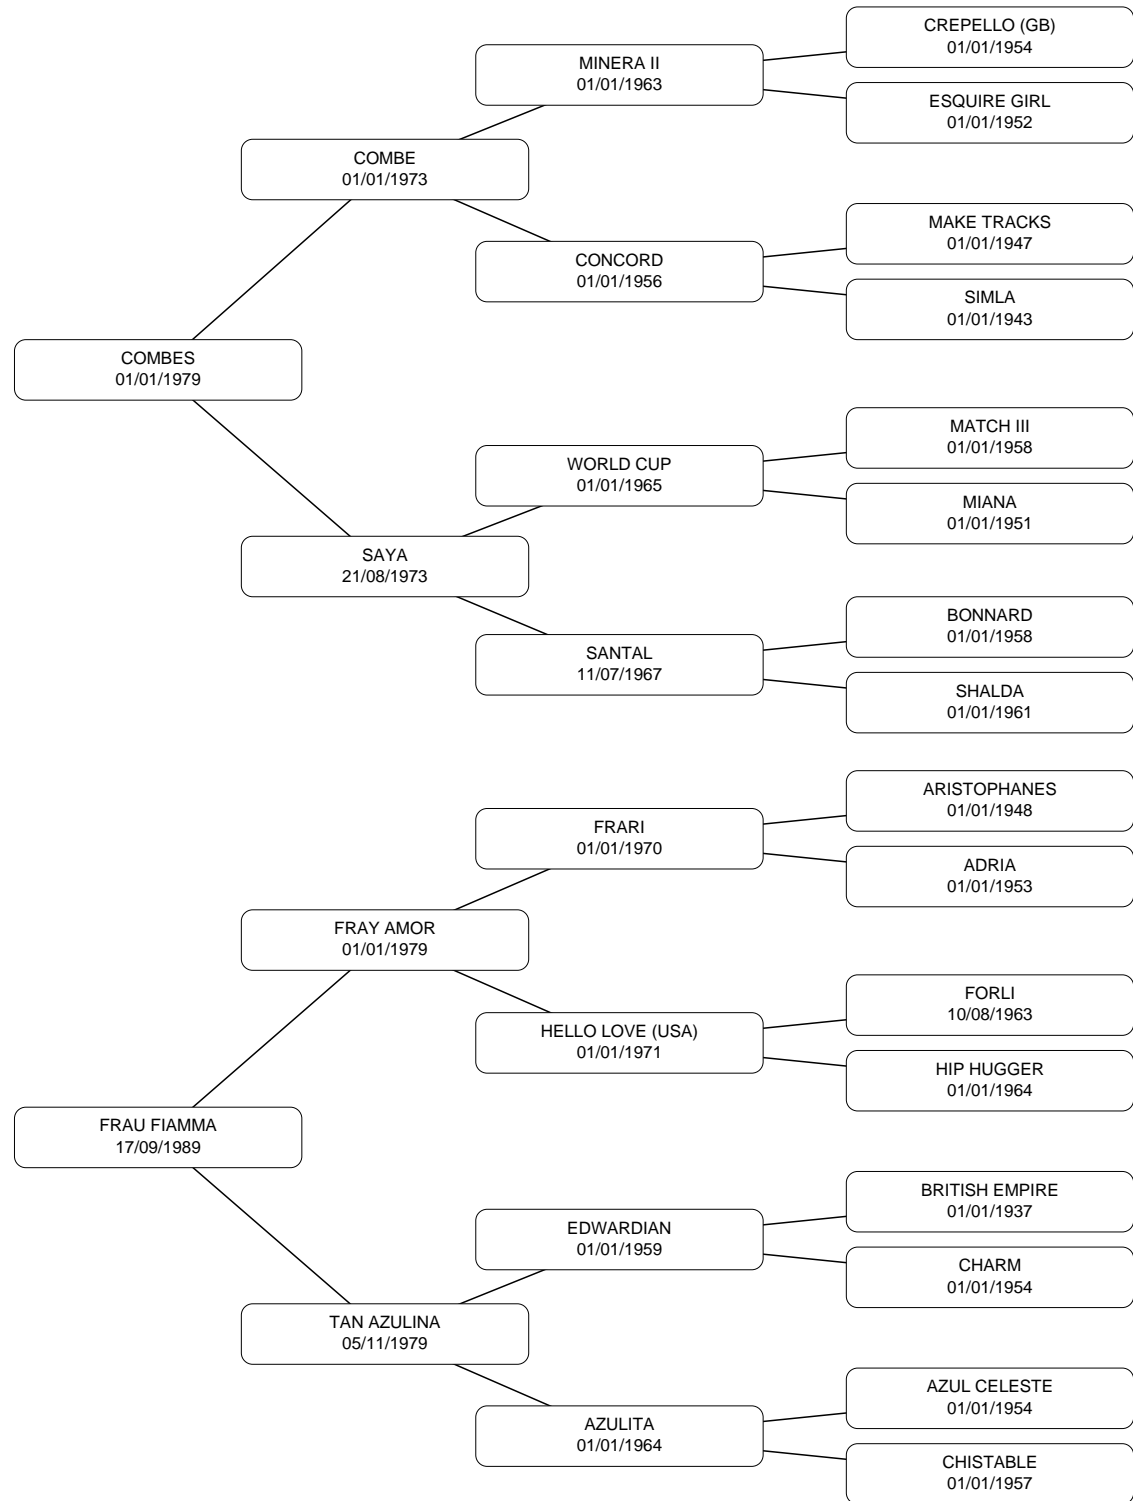 CREPELLO (GB)
01/01/1954
MINERA II
01/01/1963
ESQUIRE GIRL
01/01/1952
COMBE
01/01/1973
MAKE TRACKS
01/01/1947
CONCORD
01/01/1956
SIMLA
01/01/1943
COMBES
01/01/1979
MATCH III
01/01/1958
WORLD CUP
01/01/1965
MIANA
01/01/1951
SAYA
21/08/1973
BONNARD
01/01/1958
SANTAL
11/07/1967
SHALDA
01/01/1961
ARISTOPHANES
01/01/1948
FRARI
01/01/1970
ADRIA
01/01/1953
FRAY AMOR
01/01/1979
FORLI
10/08/1963
HELLO LOVE (USA)
01/01/1971
HIP HUGGER
01/01/1964
FRAU FIAMMA
17/09/1989
BRITISH EMPIRE
01/01/1937
EDWARDIAN
01/01/1959
CHARM
01/01/1954
TAN AZULINA
05/11/1979
AZUL CELESTE
01/01/1954
AZULITA
01/01/1964
CHISTABLE
01/01/1957